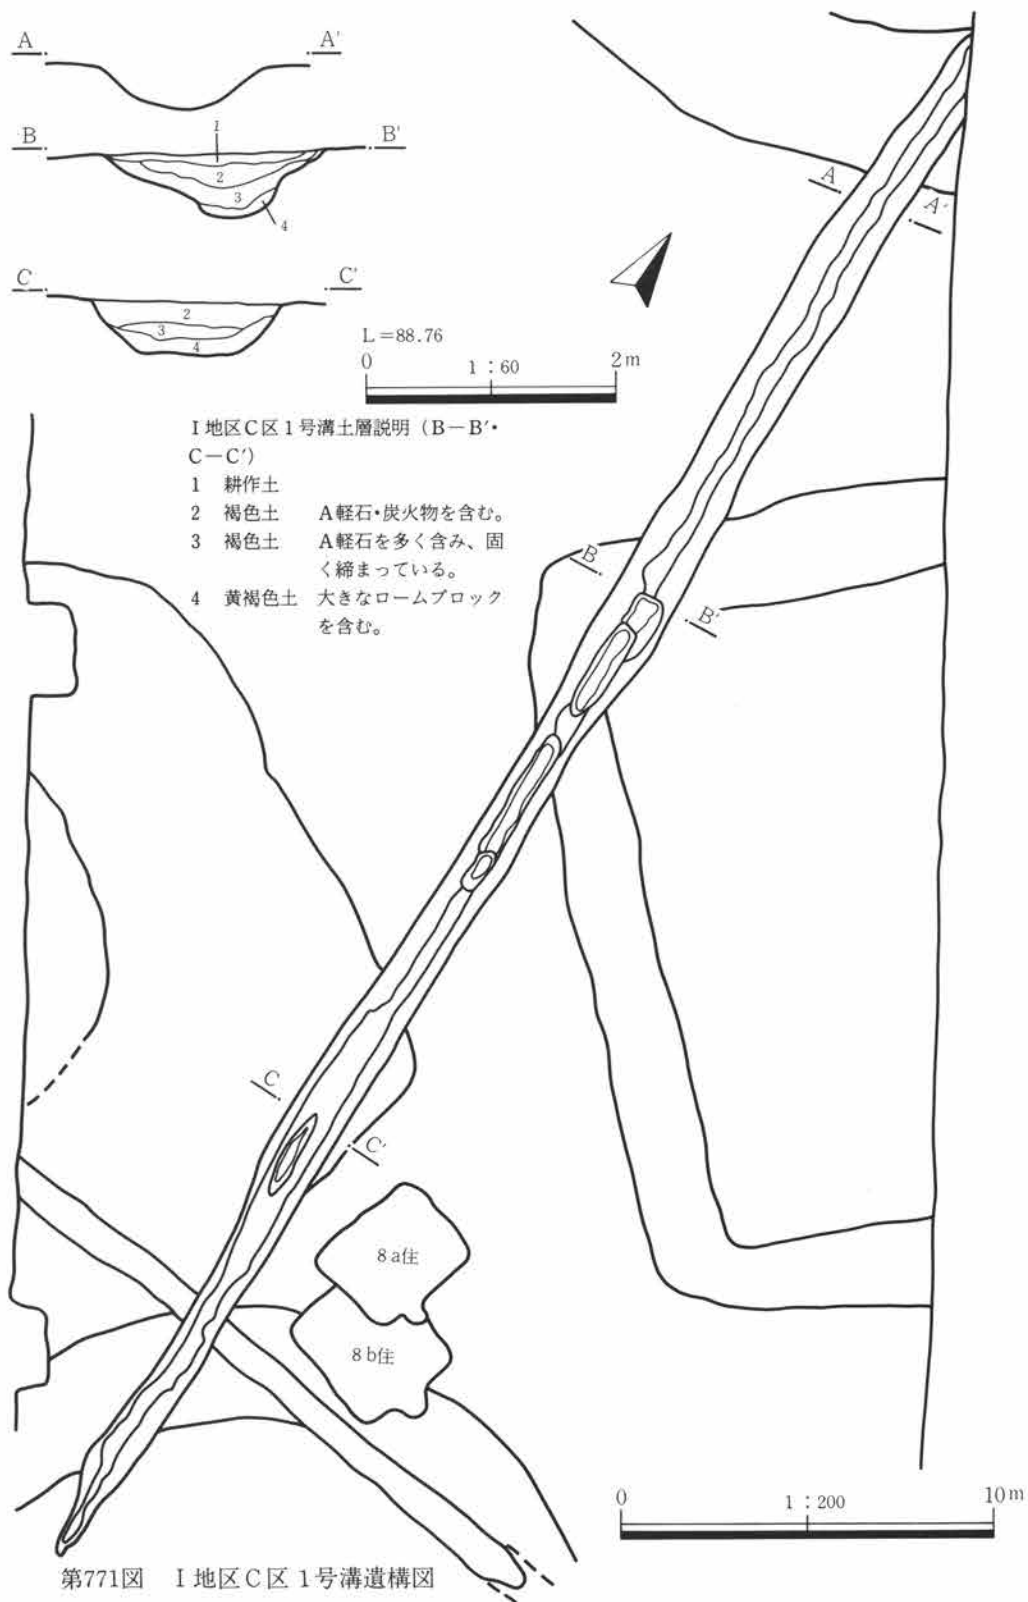 A A'
B 1 B'
2
3
4
C C'
2
3
4
L=88.76
0 1:60 2m
I地区C区1号溝土層説明（B－B'・
C－C'）
1 耕作土
2 褐色土 A軽石・炭火物を含む。
3 褐色土 A軽石を多く含み、固
く締まっている。
4 黄褐色土 大きなロームブロック
を含む。
A
A'
B
B'
C
C'
8a住
8b住
0 1:200 10m
第771図 I地区C区1号溝遺構図